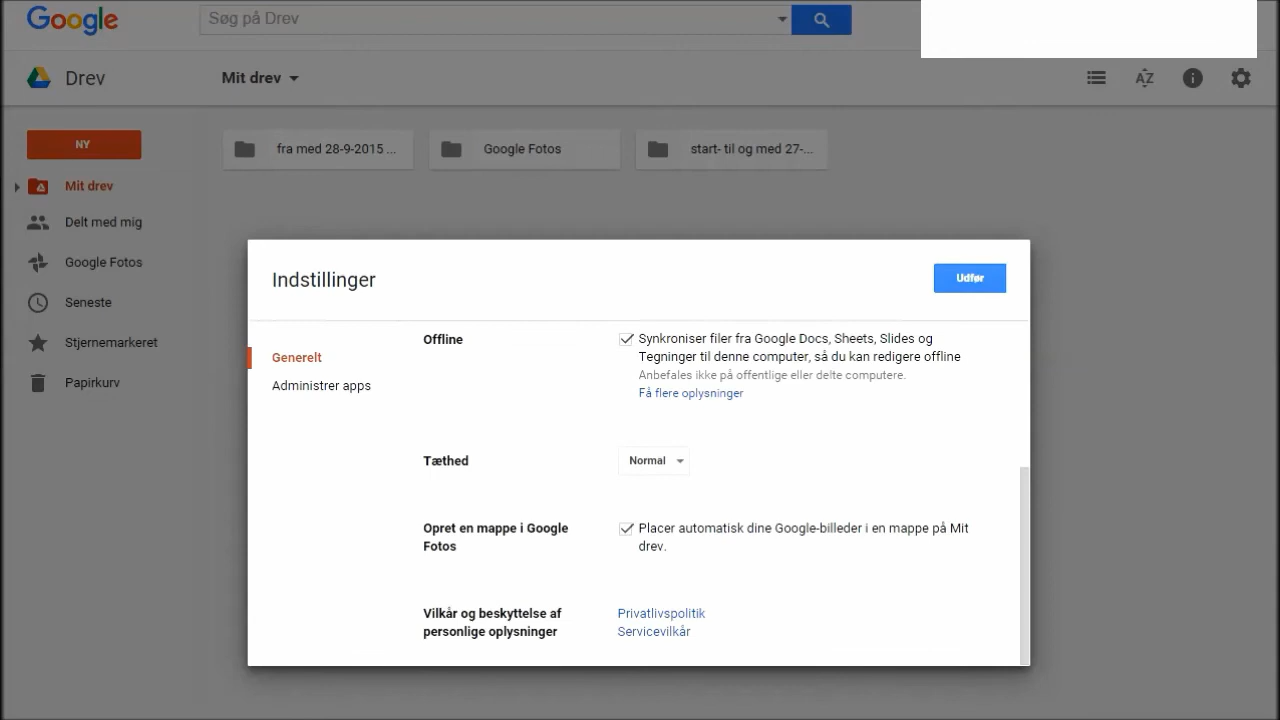 Google
Søg på Drev
Drev
Mit drev
AZ
NY
fra med 28-9-2015 ...
Google Fotos
start- til og med 27-...
Mit drev
Delt med mig
Google Fotos
Seneste
Stjernemarkeret
Papirkurv
Indstillinger
Udfør
Generelt
Administrer apps
Offline
Synkroniser filer fra Google Docs, Sheets, Slides og
Tegninger til denne computer, så du kan redigere offline
Anbefales ikke på offentlige eller delte computere.
Få flere oplysninger
Tæthed
Normal
Opret en mappe i Google
Fotos
Placer automatisk dine Google-billeder i en mappe på Mit
drev.
Vilkår og beskyttelse af
personlige oplysninger
Privatlivspolitik
Servicevilkår